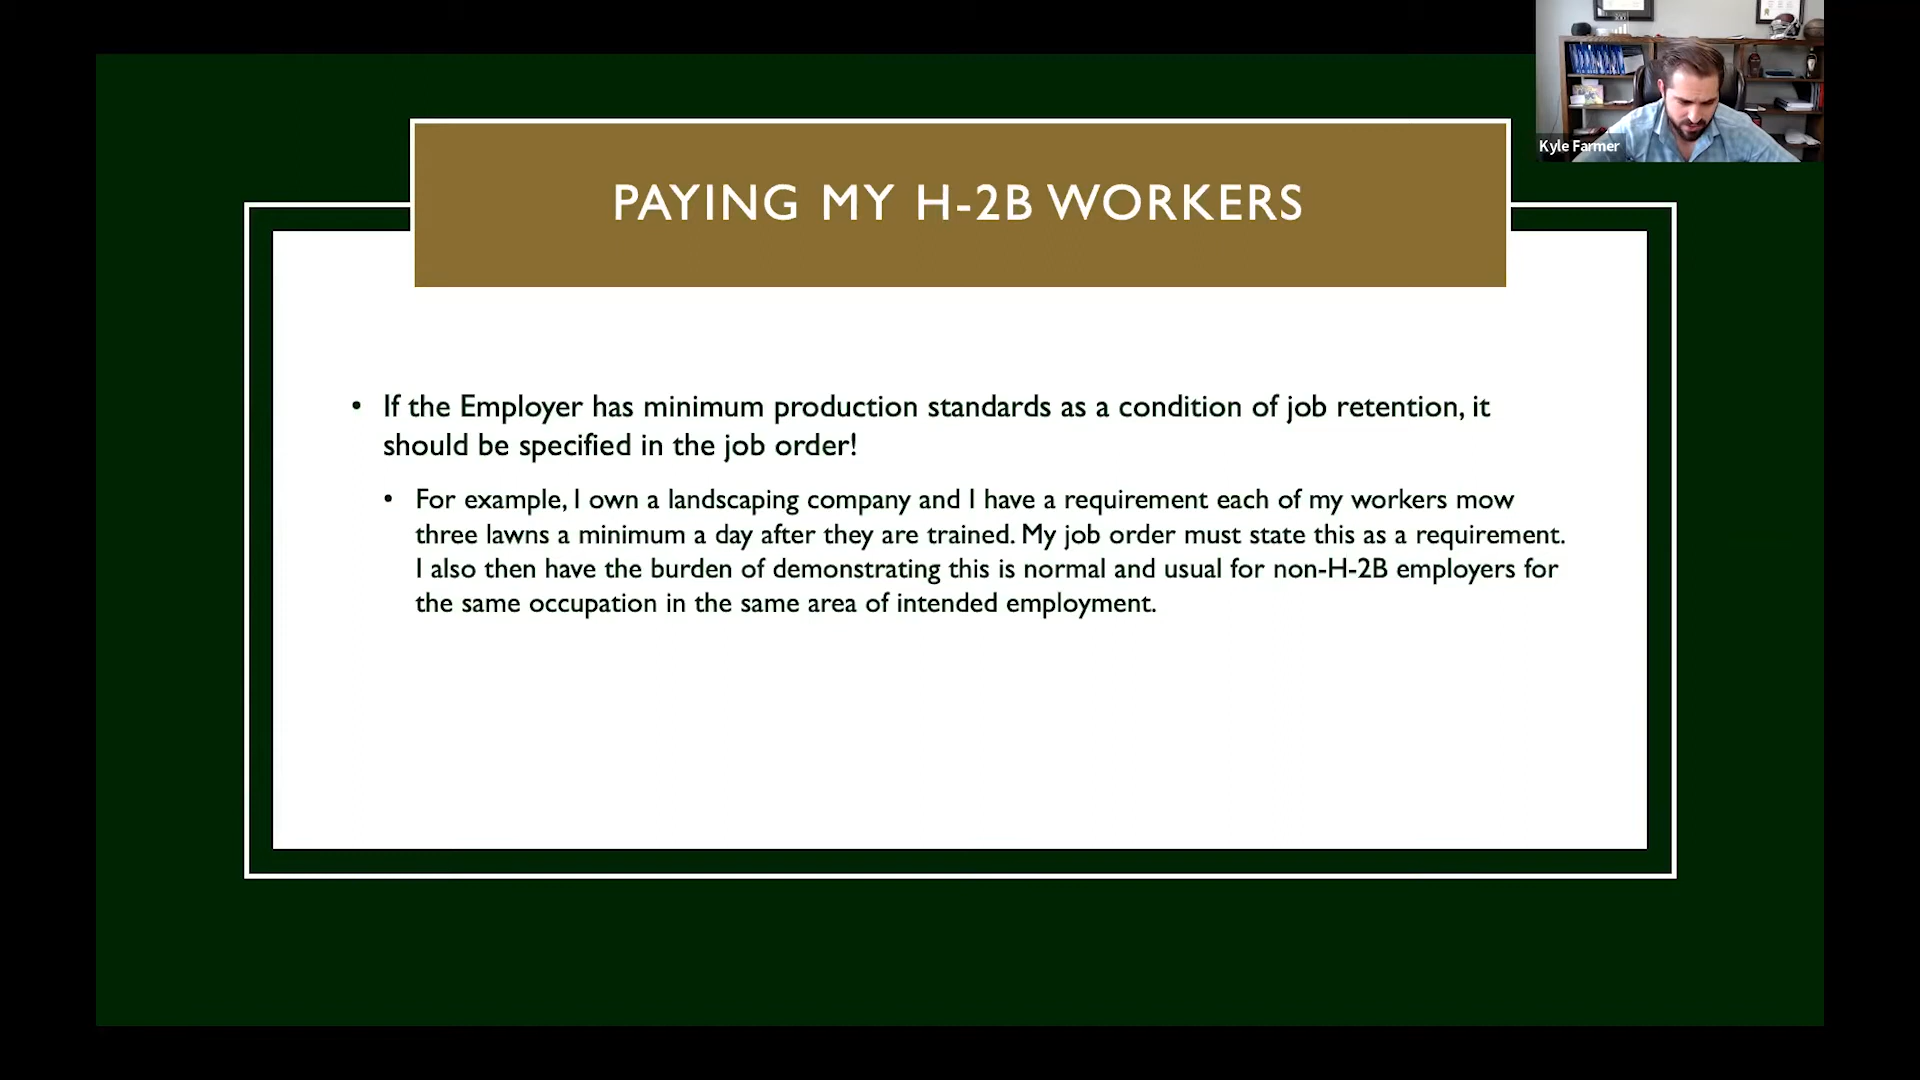 Kyle Farmer
PAYING MY H-2B WORKERS
• If the Employer has minimum production standards as a condition of job retention, it
should be specified in the job order!
• For example, I own a landscaping company and I have a requirement each of my workers mow
three lawns a minimum a day after they are trained. My job order must state this as a requirement.
I also then have the burden of demonstrating this is normal and usual for non-H-2B employers for
the same occupation in the same area of intended employment.